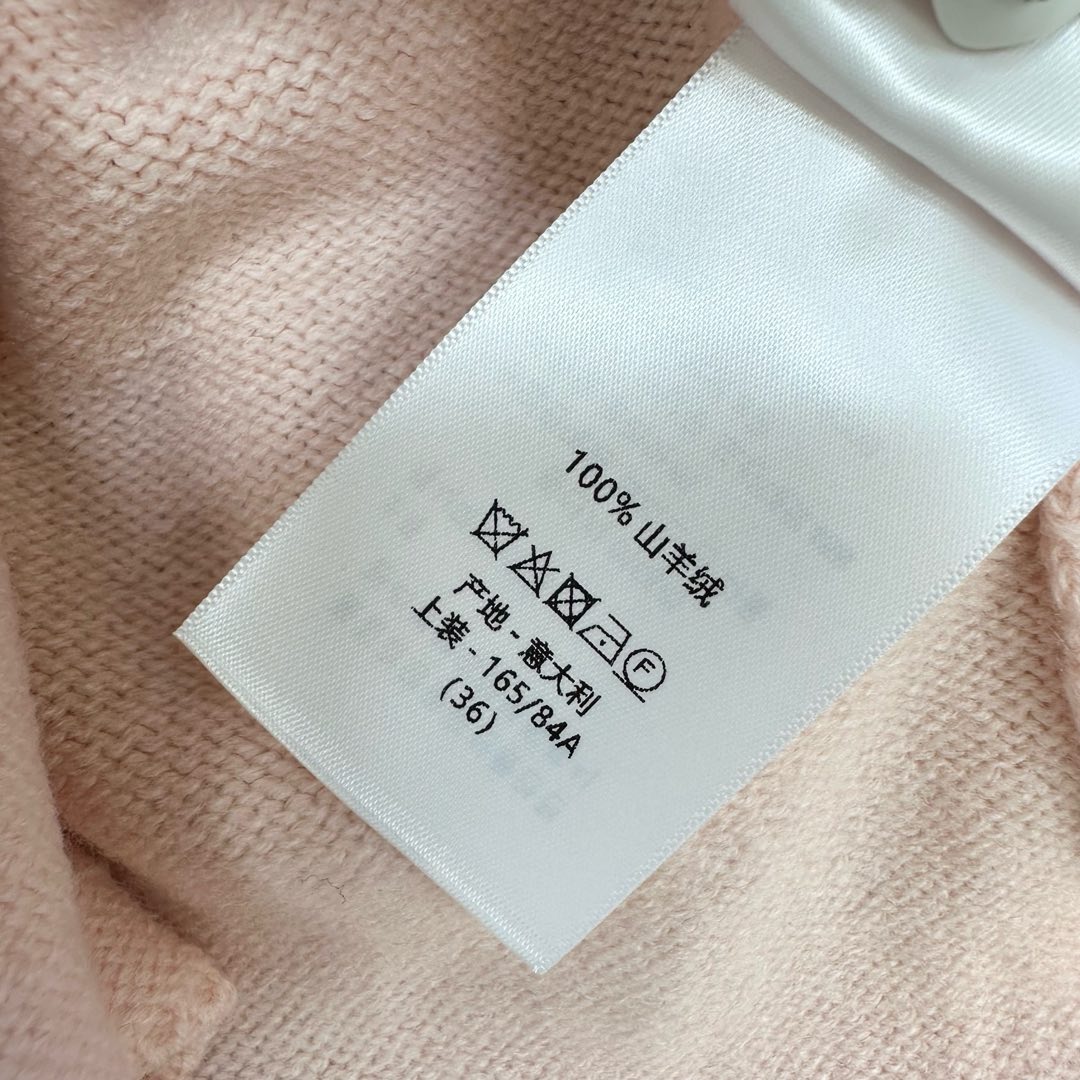 100% 山羊绒
F
产地 - 意大利
上装 - 165/84A
(36)